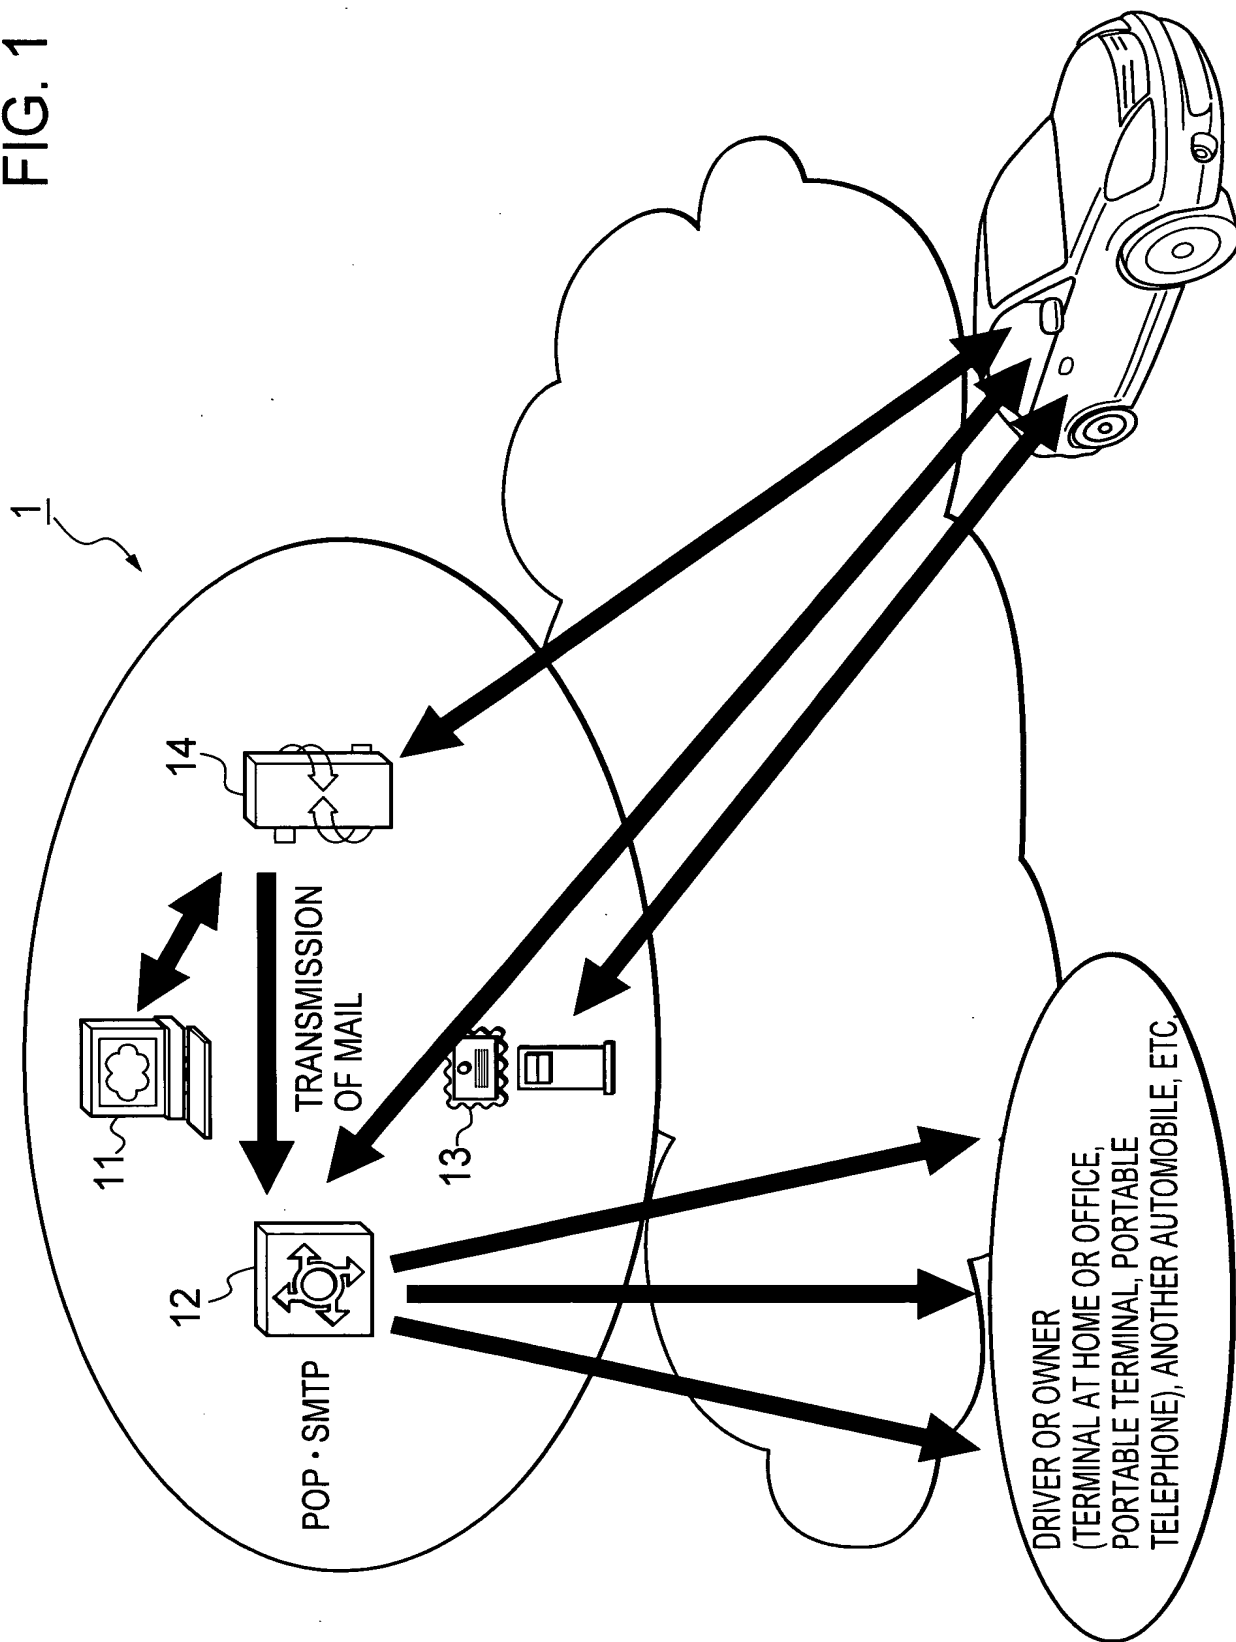 FIG. 1
1
14
11
TRANSMISSION
OF MAIL
12
13
POP・SMTP
DRIVER OR OWNER
(TERMINAL AT HOME OR OFFICE,
PORTABLE TERMINAL, PORTABLE
TELEPHONE), ANOTHER AUTOMOBILE, ETC.